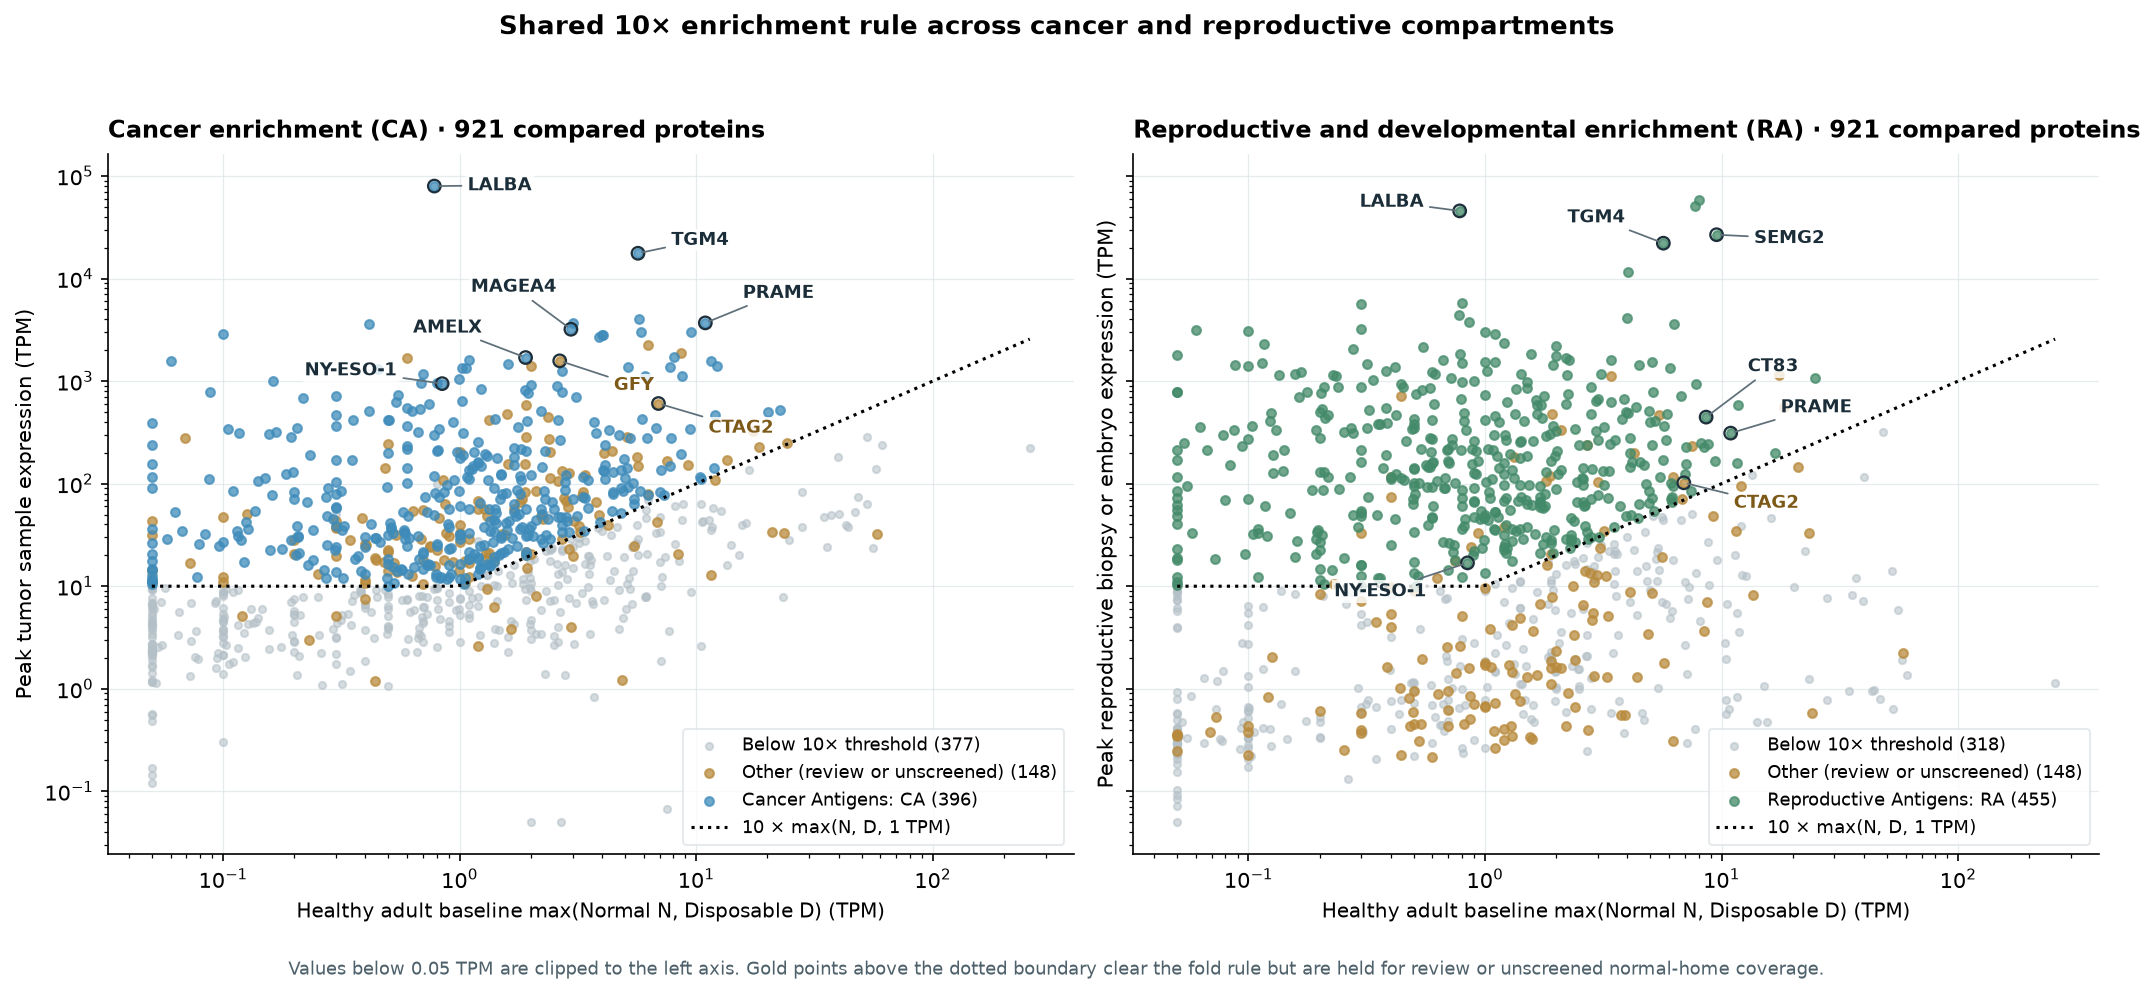 Shared 10× enrichment rule across cancer and reproductive compartments
Cancer enrichment (CA) · 921 compared proteins
Peak tumor sample expression (TPM)
10⁵
10⁴
10³
10²
10¹
10⁰
10⁻¹
LALBA
TGM4
MAGEA4
PRAME
AMELX
NY-ESO-1
GFY
CTAG2
Below 10× threshold (377)
Other (review or unscreened) (148)
Cancer Antigens: CA (396)
10 × max(N, D, 1 TPM)
10⁻¹ 10⁰ 10¹ 10²
Healthy adult baseline max(Normal N, Disposable D) (TPM)
Reproductive and developmental enrichment (RA) · 921 compared proteins
Peak reproductive biopsy or embryo expression (TPM)
LALBA
TGM4
SEMG2
CT83
PRAME
CTAG2
NY-ESO-1
Below 10× threshold (318)
Other (review or unscreened) (148)
Reproductive Antigens: RA (455)
10 × max(N, D, 1 TPM)
10⁻¹ 10⁰ 10¹ 10²
Healthy adult baseline max(Normal N, Disposable D) (TPM)
Values below 0.05 TPM are clipped to the left axis. Gold points above the dotted boundary clear the fold rule but are held for review or unscreened normal-home coverage.